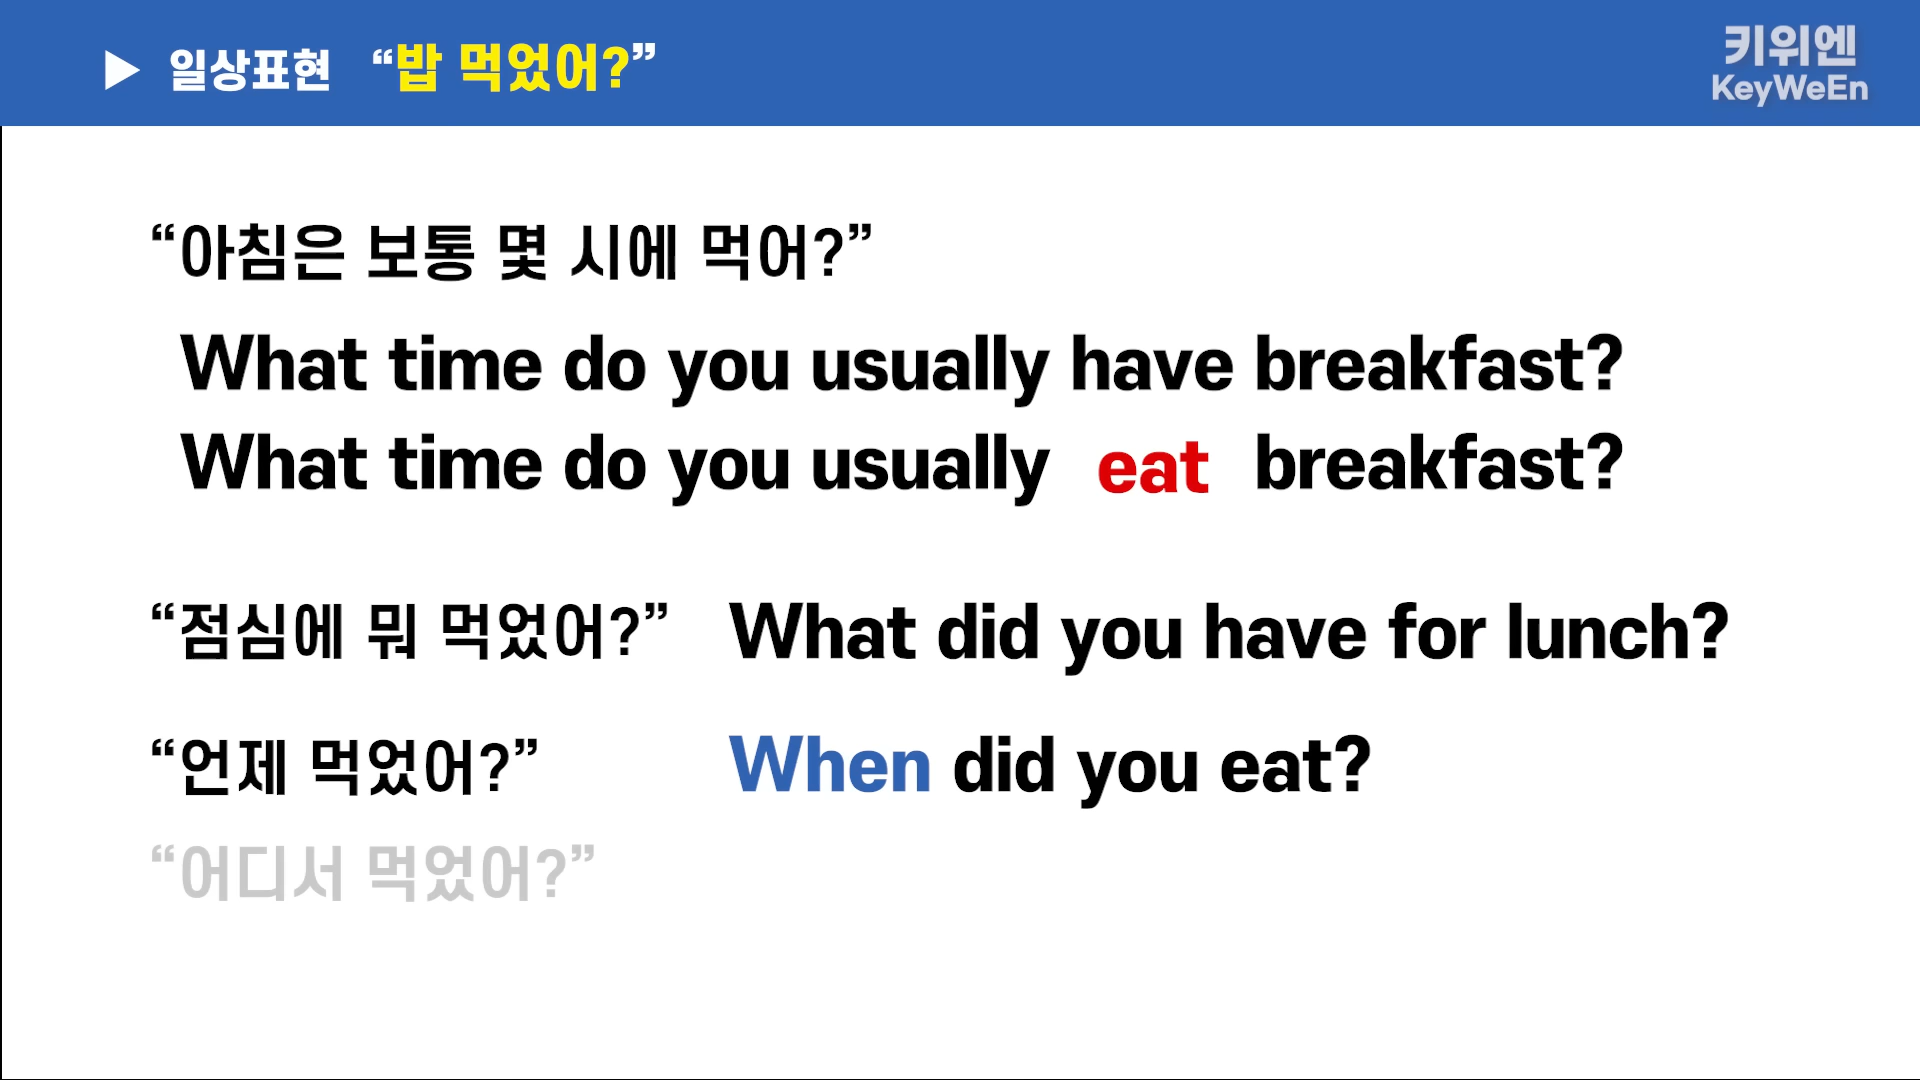 ▶ 일상표현 “밥 먹었어?”
키위엔
KeyWeEn
“아침은 보통 몇 시에 먹어?”
What time do you usually have breakfast?
What time do you usually eat breakfast?
“점심에 뭐 먹었어?” What did you have for lunch?
“언제 먹었어?” When did you eat?
“어디서 먹었어?”